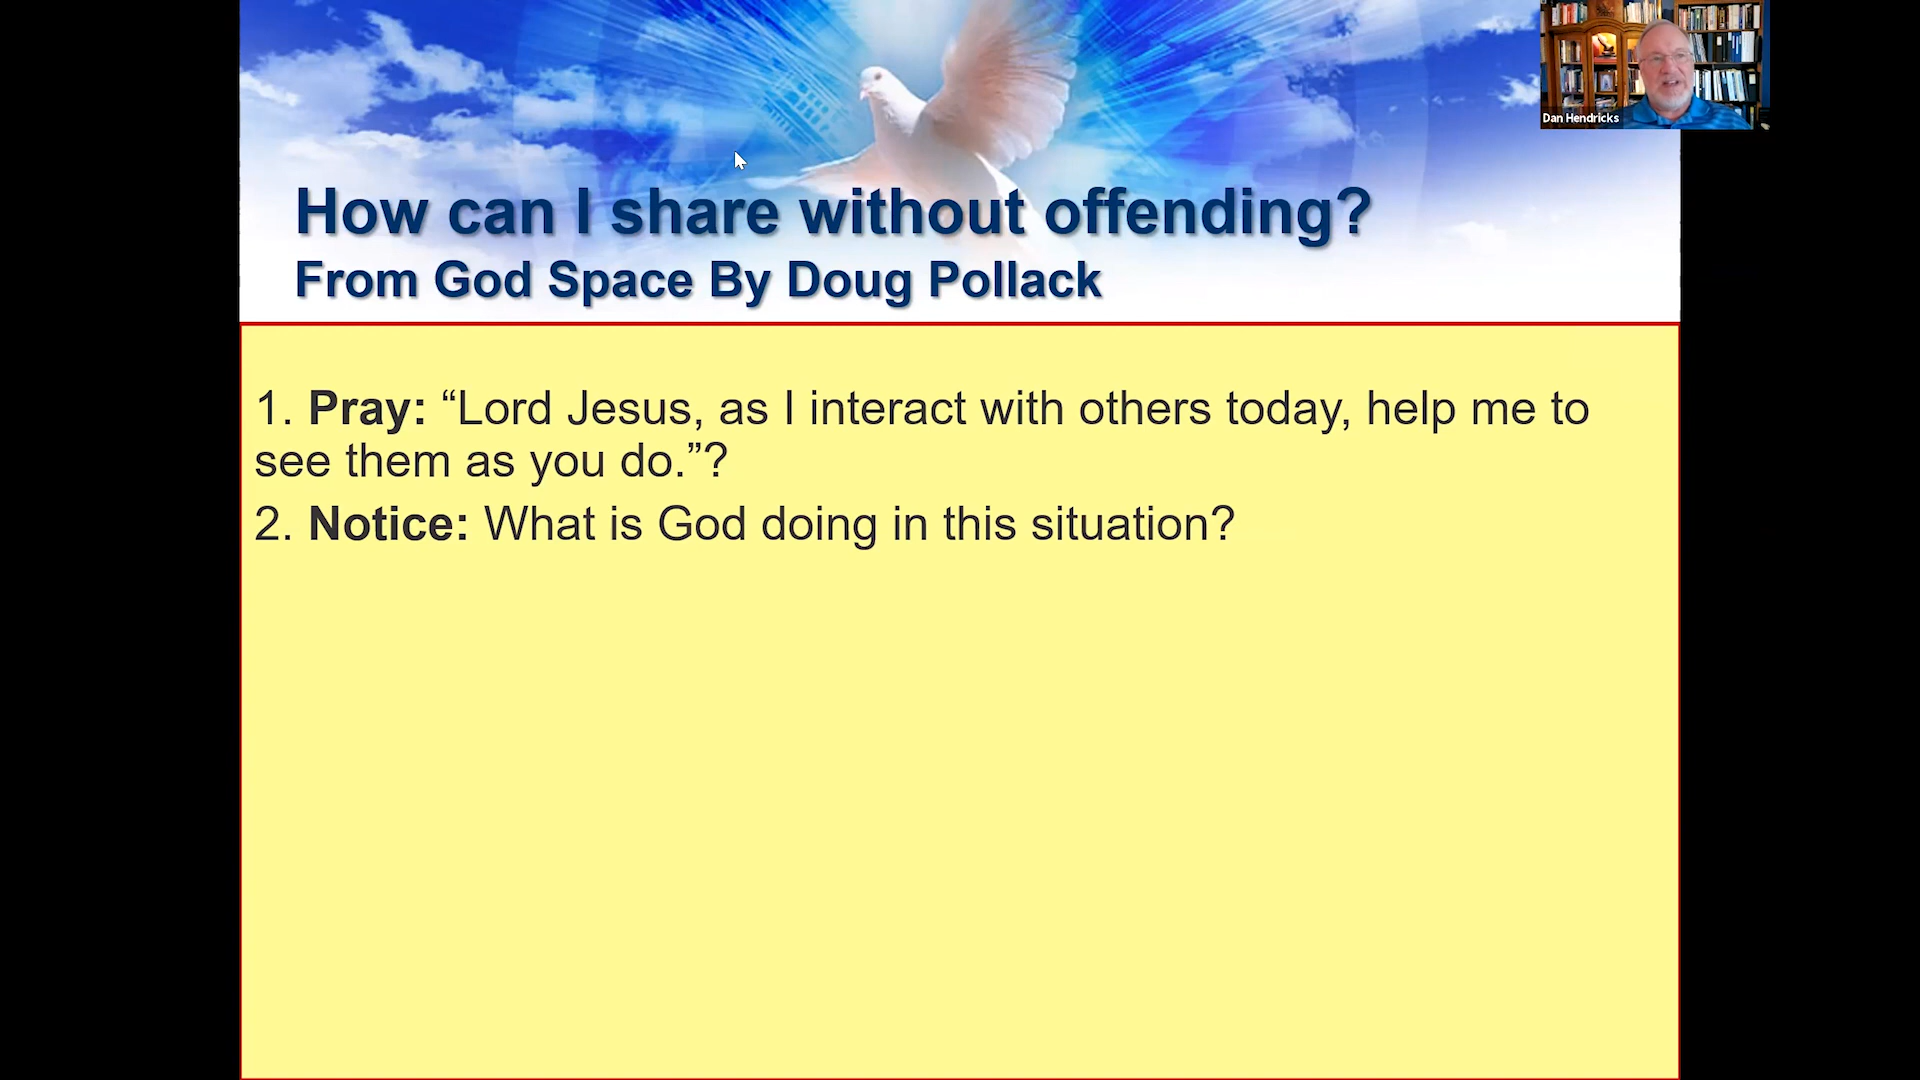 Dan Hendricks
How can I share without offending?
From God Space By Doug Pollack
1. Pray: “Lord Jesus, as I interact with others today, help me to
see them as you do.”?
2. Notice: What is God doing in this situation?